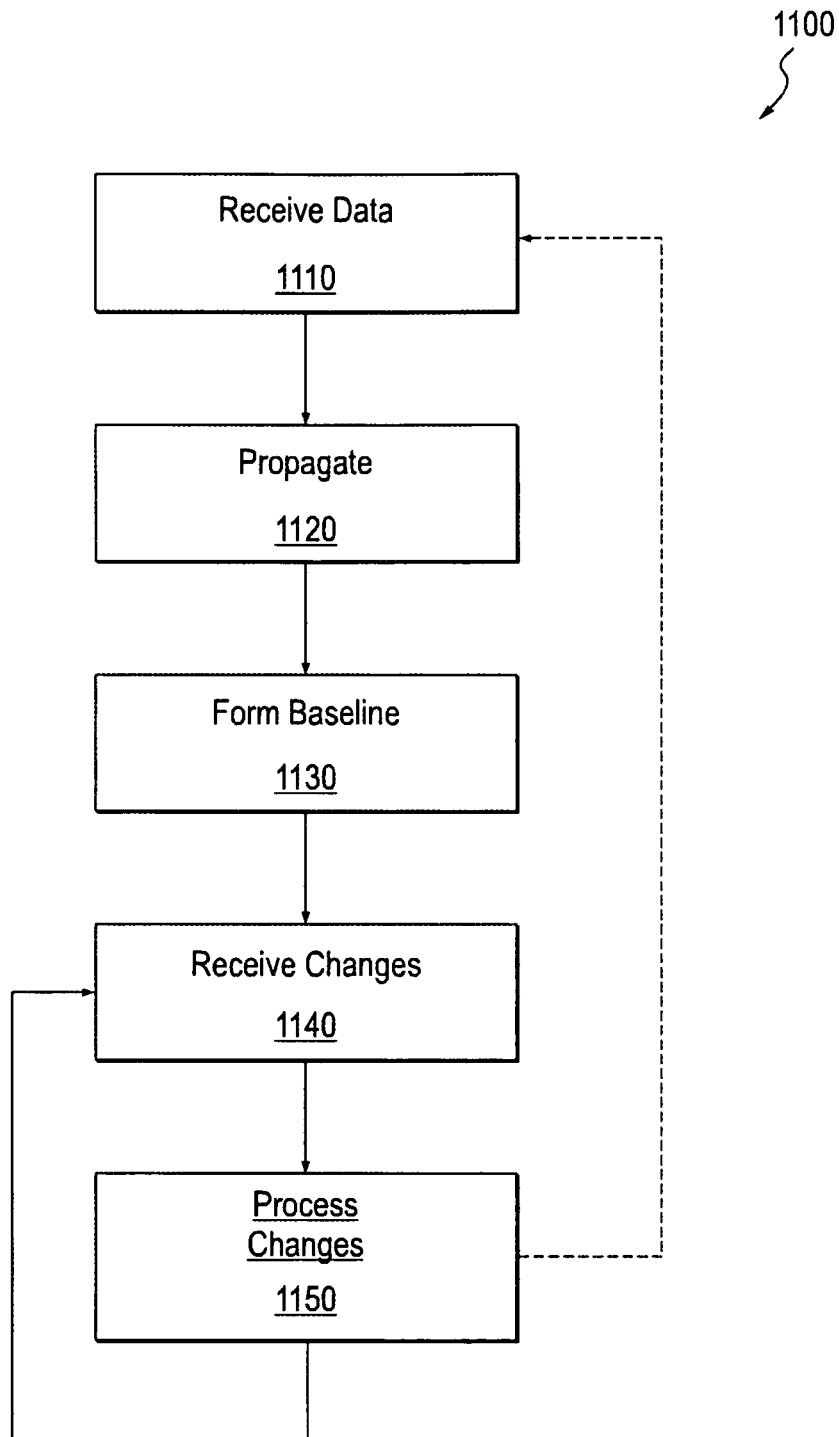 1100
Receive Data
1110
Propagate
1120
Form Baseline
1130
Receive Changes
1140
Process
Changes
1150